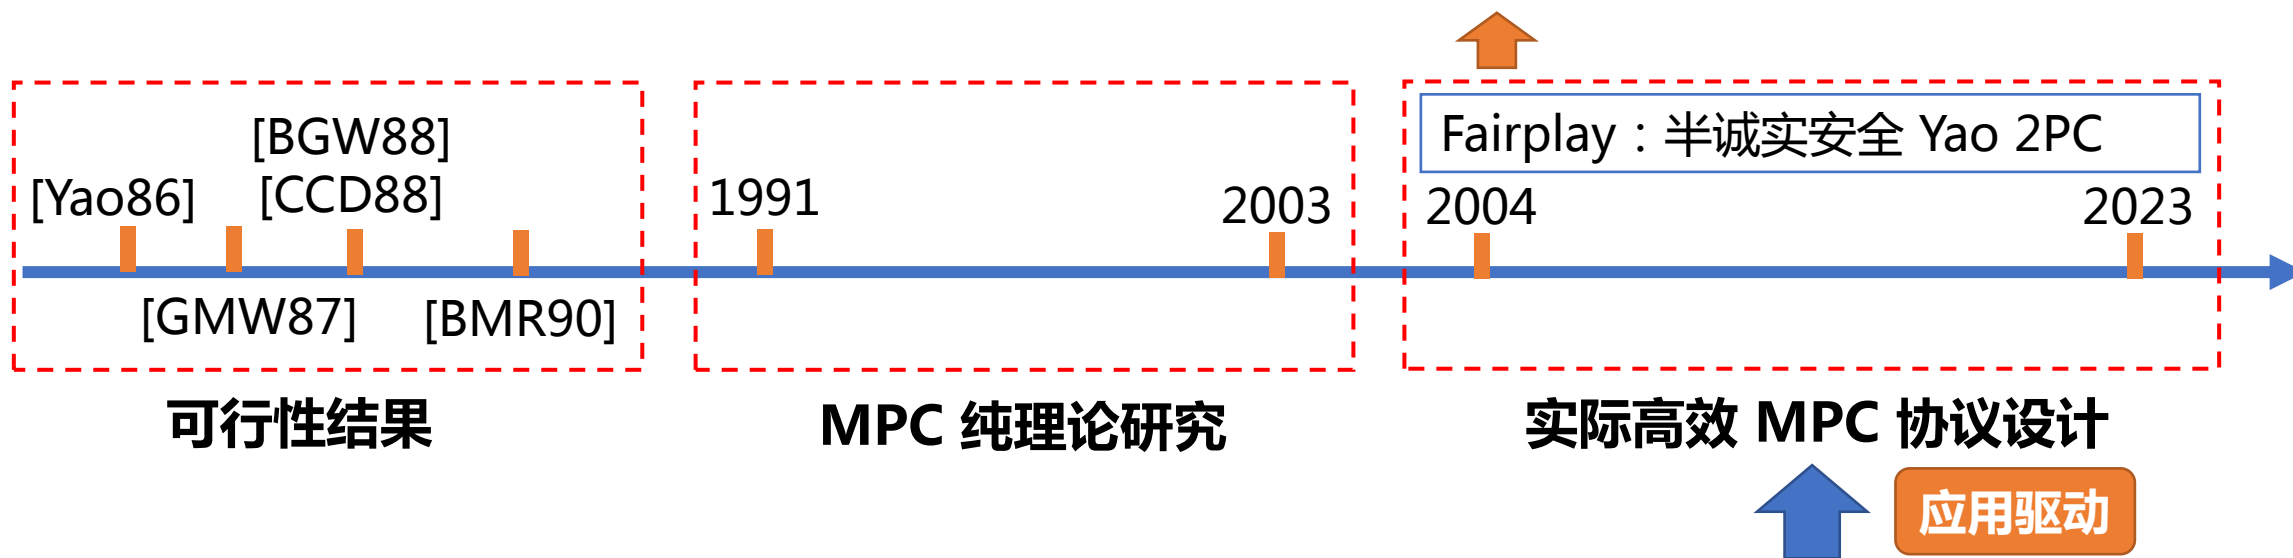 Fairplay：半诚实安全 Yao 2PC
[BGW88]
[Yao86]
[CCD88]
1991
2003
2004
2023
[GMW87]
[BMR90]
可行性结果
MPC 纯理论研究
实际高效 MPC 协议设计
应用驱动